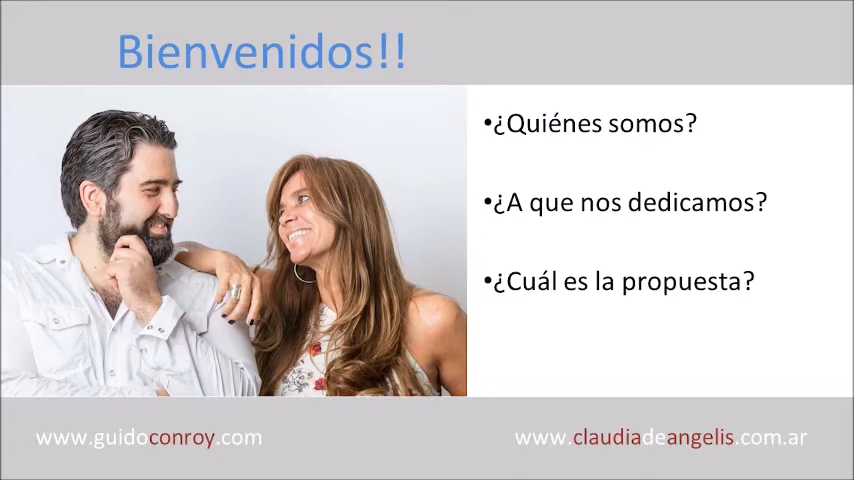 Bienvenidos!!
•¿Quiénes somos?
•¿A que nos dedicamos?
•¿Cuál es la propuesta?
www.guidoconroy.com
www.claudiadeangelis.com.ar